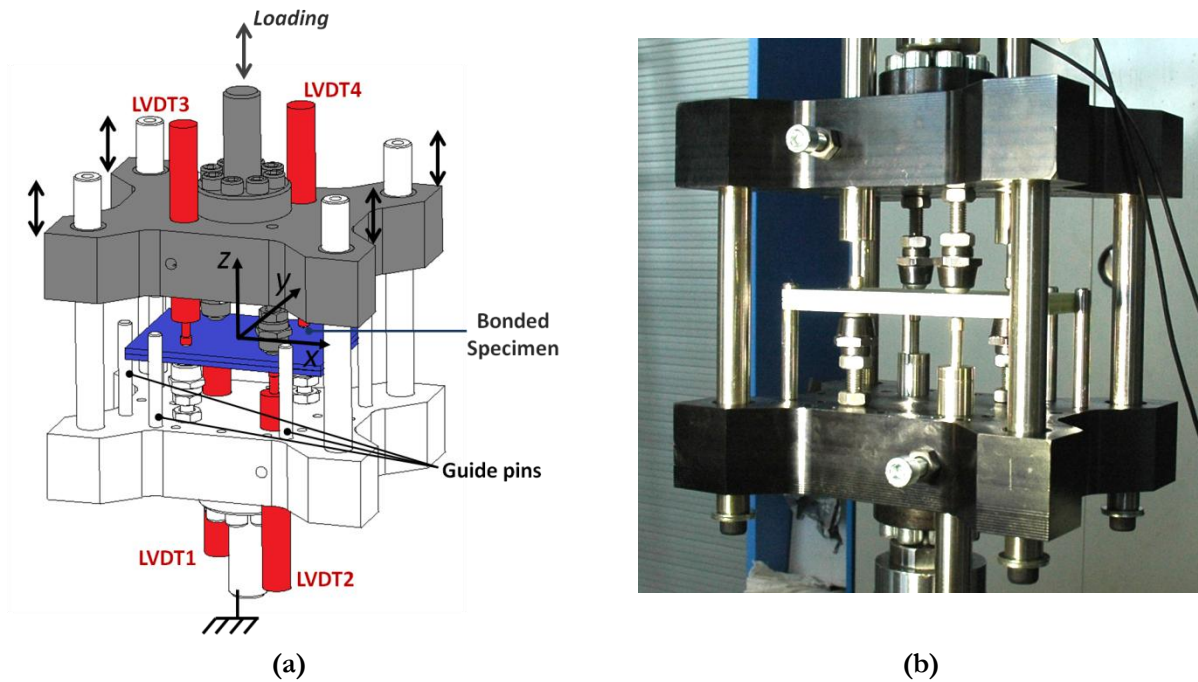 Loading
LVDT3
LVDT4
z
y
x
Bonded
Specimen
Guide pins
LVDT1
LVDT2
(a)
(b)